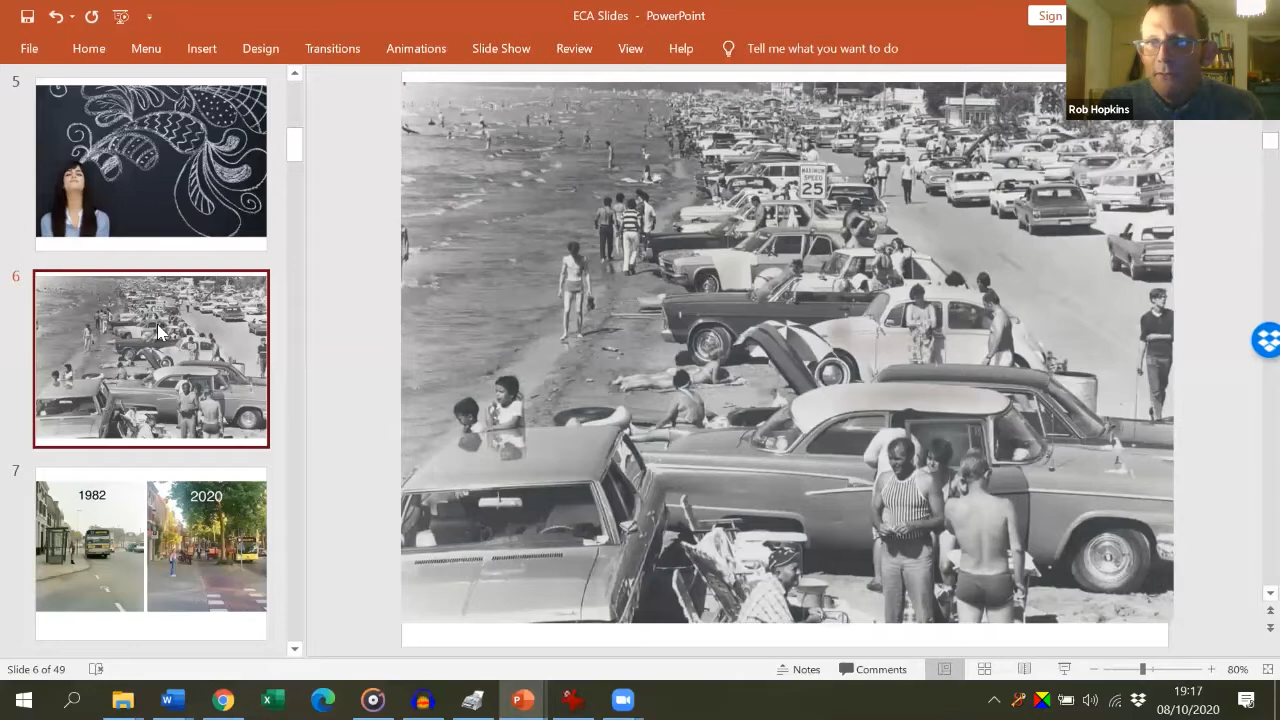 ECA Slides - PowerPoint
Sign
File Home Menu Insert Design Transitions Animations Slide Show Review View Help Tell me what you want to do
Rob Hopkins
5
6
7
1982 2020
MAXIMUM
SPEED
25
Slide 6 of 49 Notes Comments 80%
19:17
08/10/2020